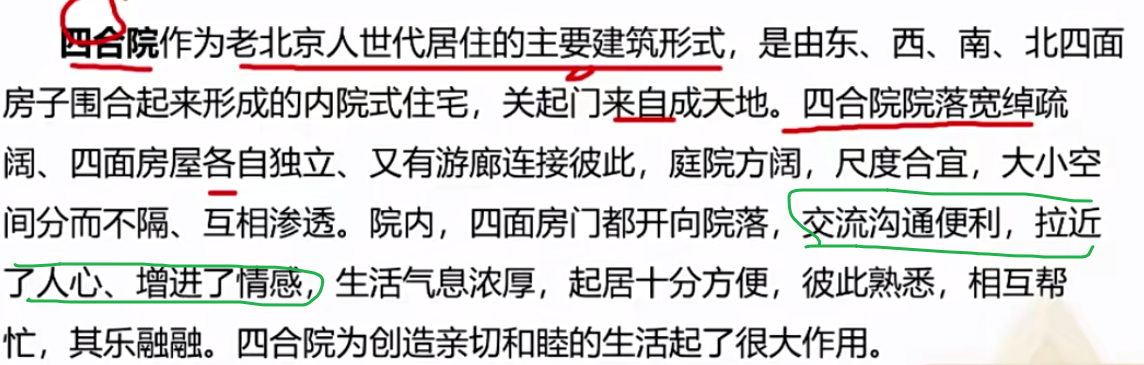 四合院作为老北京人世代居住的主要建筑形式，是由东、西、南、北四面
房子围合起来形成的内院式住宅，关起门来自成天地。四合院院落宽绰疏
阔、四面房屋各自独立、又有游廊连接彼此，庭院方阔，尺度合宜，大小空
间分而不隔、互相渗透。院内，四面房门都开向院落，交流沟通便利，拉近
了人心、增进了情感，生活气息浓厚，起居十分方便，彼此熟悉，相互帮
忙，其乐融融。四合院为创造亲切和睦的生活起了很大作用。